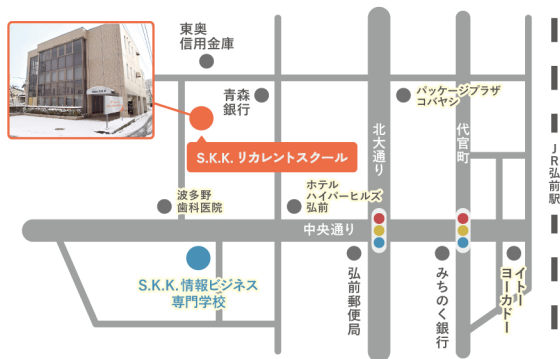 東奥
信用金庫
青森
銀行
パッケージプラザ
コバヤシ
S.K.K. リカレントスクール
北大通り
代官町
JR弘前駅
波多野
歯科医院
ホテル
ハイパーヒルズ
弘前
中央通り
S.K.K. 情報ビジネス
専門学校
弘前郵便局
みちのく銀行
イトー
ヨーカドー